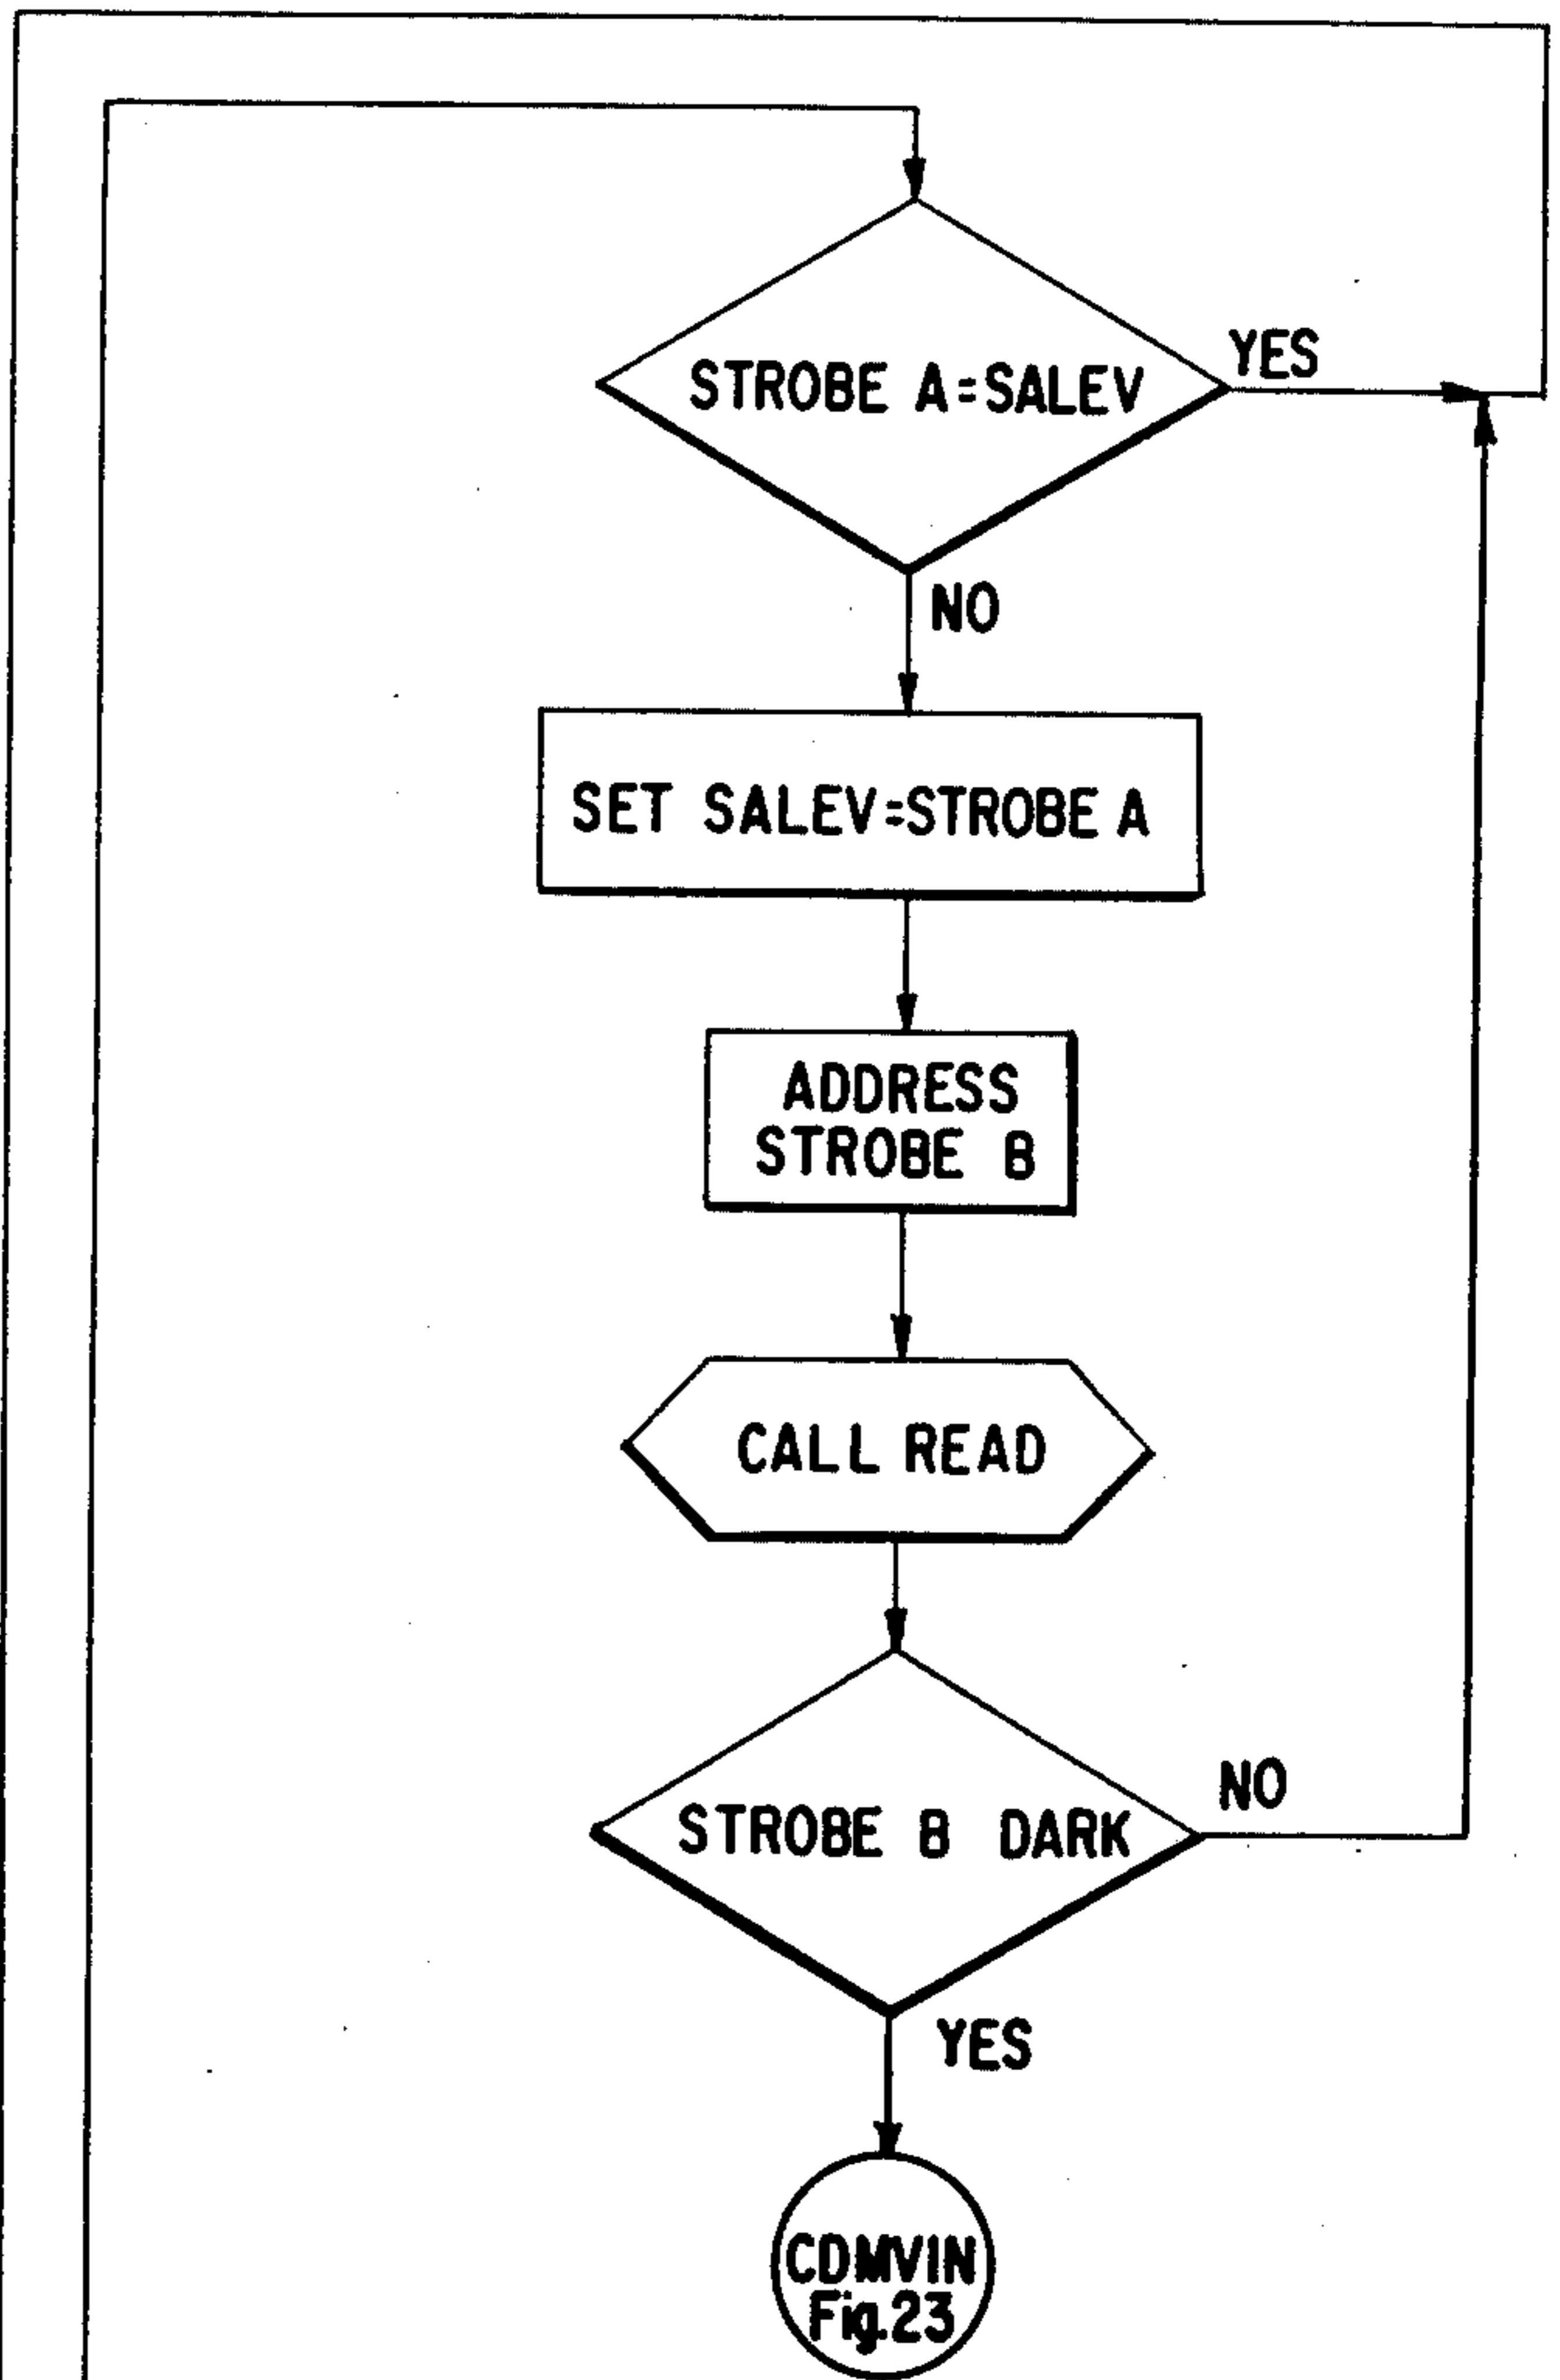 STROBE A=SALEV
YES
NO
SET SALEV=STROBE A
ADDRESS
STROBE B
CALL READ
STROBE B DARK
NO
YES
CDMVIN
Fig.23